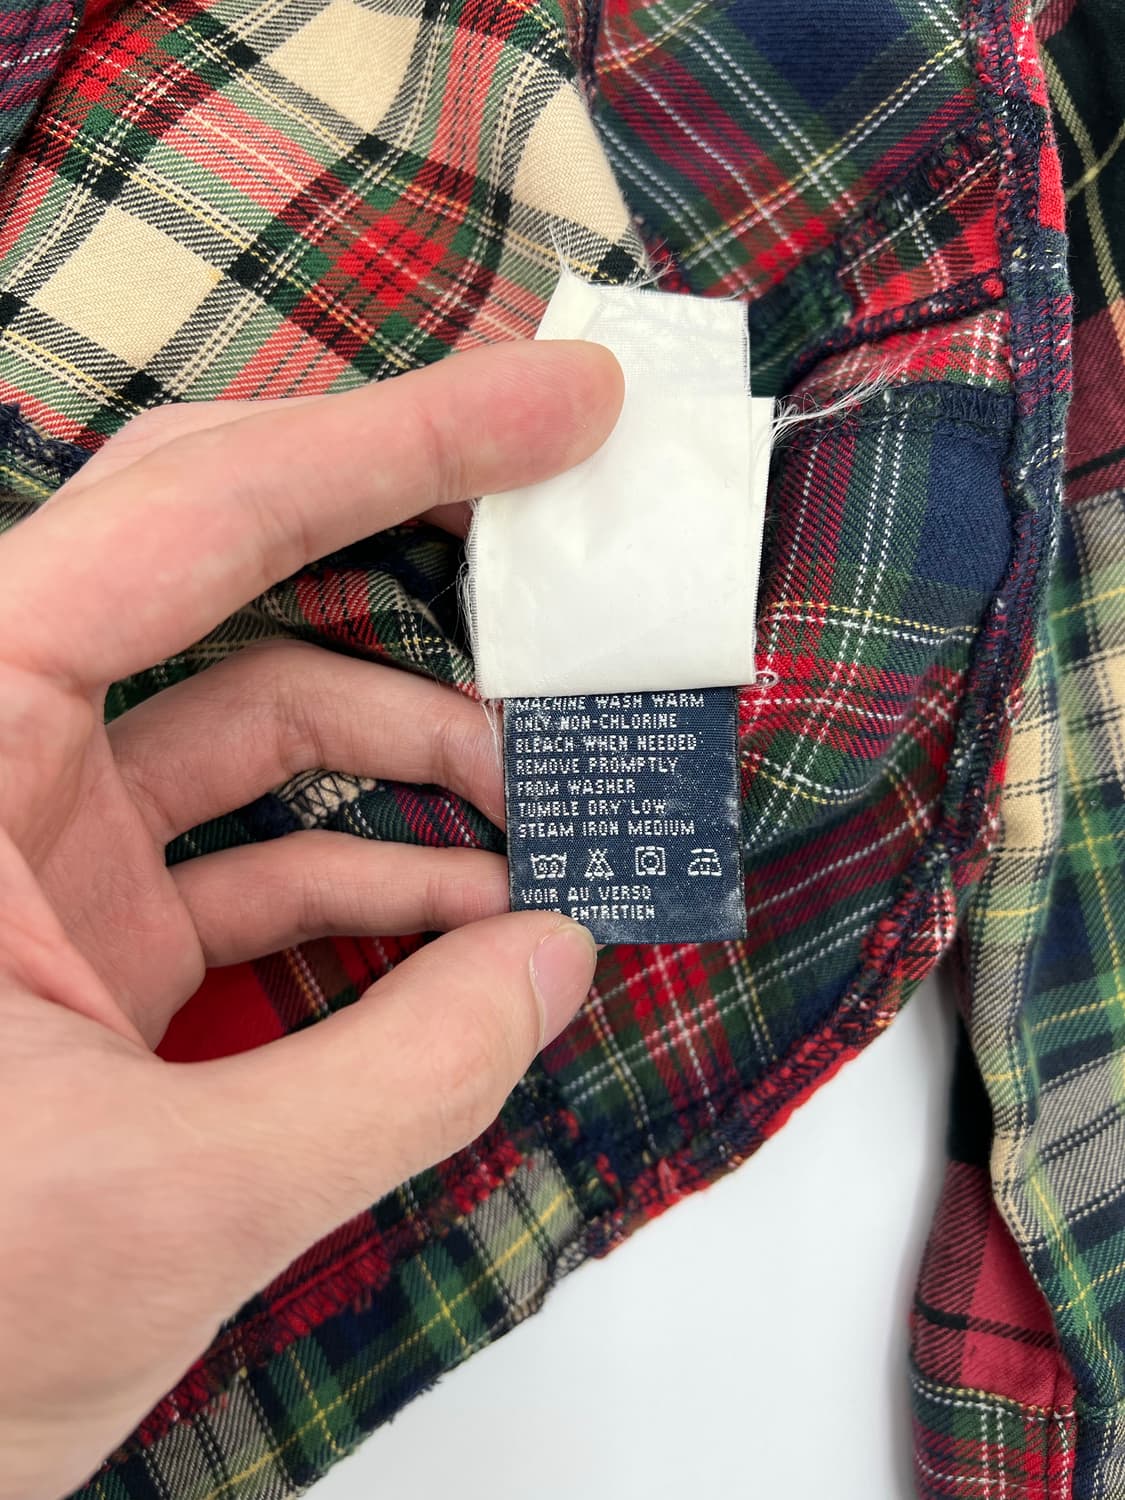 MACHINE WASH WARM
ONLY NON-CHLORINE
BLEACH WHEN NEEDED
REMOVE PROMPTLY
FROM WASHER
TUMBLE DRY LOW
STEAM IRON MEDIUM
VOIR AU VERSO
ENTRETIEN